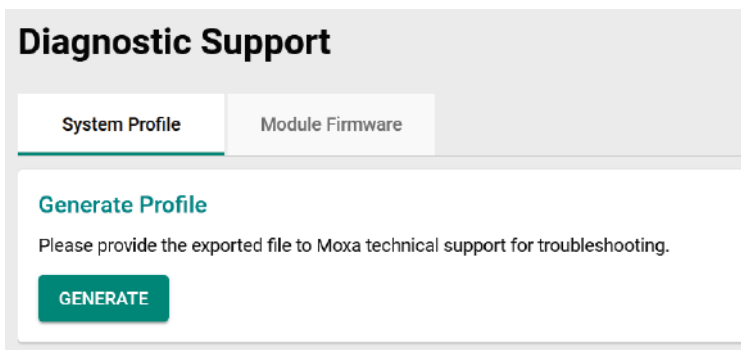 Diagnostic Support
System Profile
Module Firmware
Generate Profile
Please provide the exported file to Moxa technical support for troubleshooting.
GENERATE